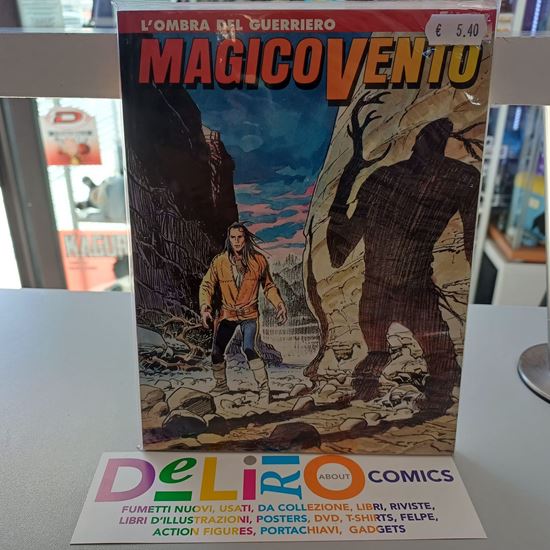 L'OMBRA DEL GUERRIERO
€ 5,40
MAGICO VENTO
KAGUR
DeLiRiO ABOUT COMICS
FUMETTI NUOVI, USATI, DA COLLEZIONE, LIBRI, RIVISTE,
LIBRI D'ILLUSTRAZIONI, POSTERS, DVD, T-SHIRTS, FELPE,
ACTION FIGURES, PORTACHIAVI, GADGETS